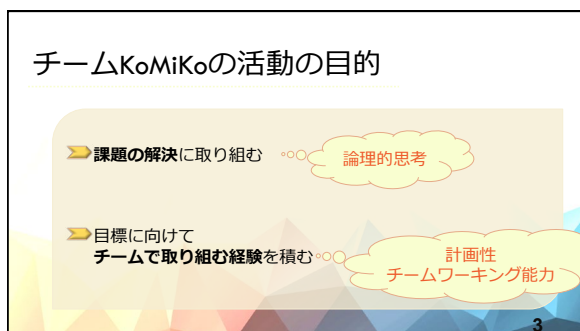 チームKoMiKoの活動の目的
課題の解決に取り組む
論理的思考
目標に向けて
チームで取り組む経験を積む
計画性
チームワーキング能力
3